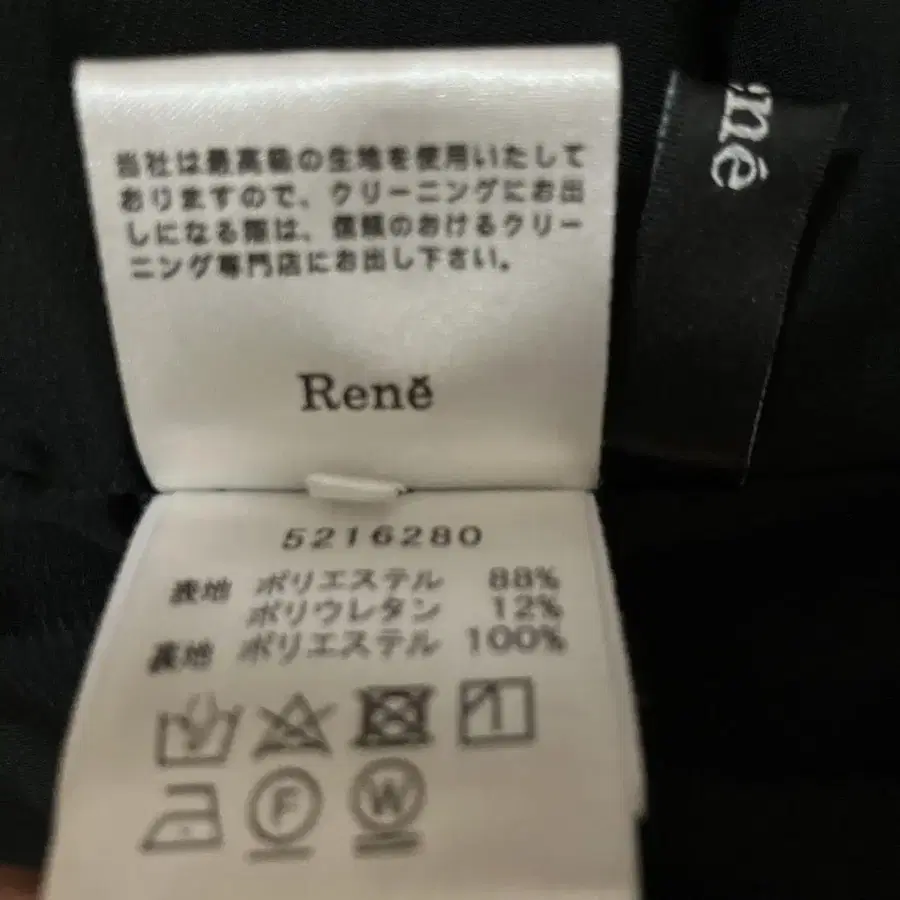 当社は最高級の生地を使用いたして
おりますので、クリーニングにお出
しになる際は、信頼のおけるクリー
ニング専門店にお出し下さい。
René
ené
5216280
表地 ポリエステル 88%
ポリウレタン 12%
裏地 ポリエステル 100%
F W